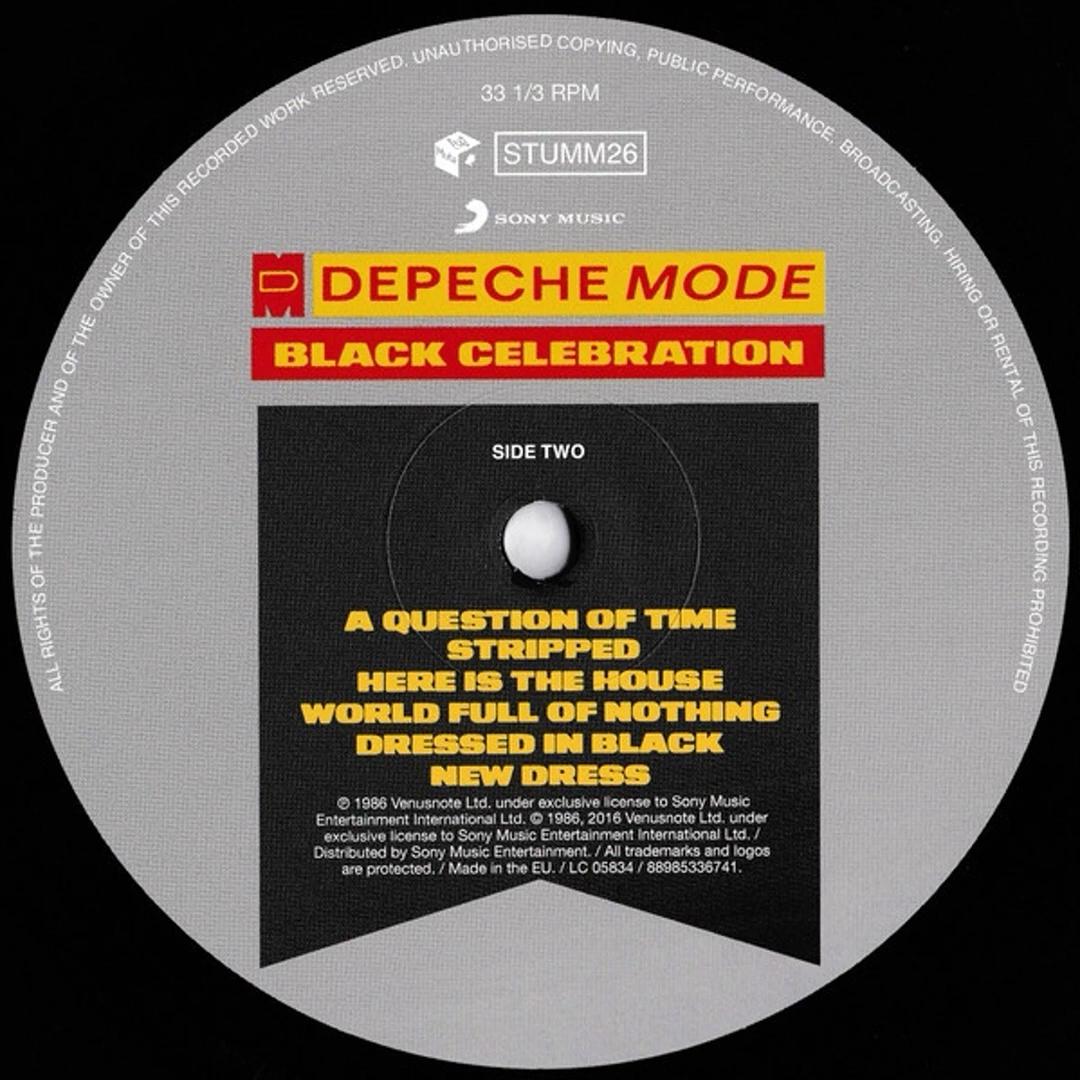 ALL RIGHTS OF THE PRODUCER AND OF THE OWNER OF THIS RECORDED WORK RESERVED. UNAUTHORISED COPYING, PUBLIC PERFORMANCE, BROADCASTING, HIRING OR RENTAL OF THIS RECORDING PROHIBITED
33 1/3 RPM
STUMM26
SONY MUSIC
DM DEPECHE MODE
BLACK CELEBRATION
SIDE TWO
A QUESTION OF TIME
STRIPPED
HERE IS THE HOUSE
WORLD FULL OF NOTHING
DRESSED IN BLACK
NEW DRESS
℗ 1986 Venusnote Ltd. under exclusive license to Sony Music
Entertainment International Ltd. © 1986, 2016 Venusnote Ltd. under
exclusive license to Sony Music Entertainment International Ltd. /
Distributed by Sony Music Entertainment. / All trademarks and logos
are protected. / Made in the EU. / LC 05834 / 88985336741.